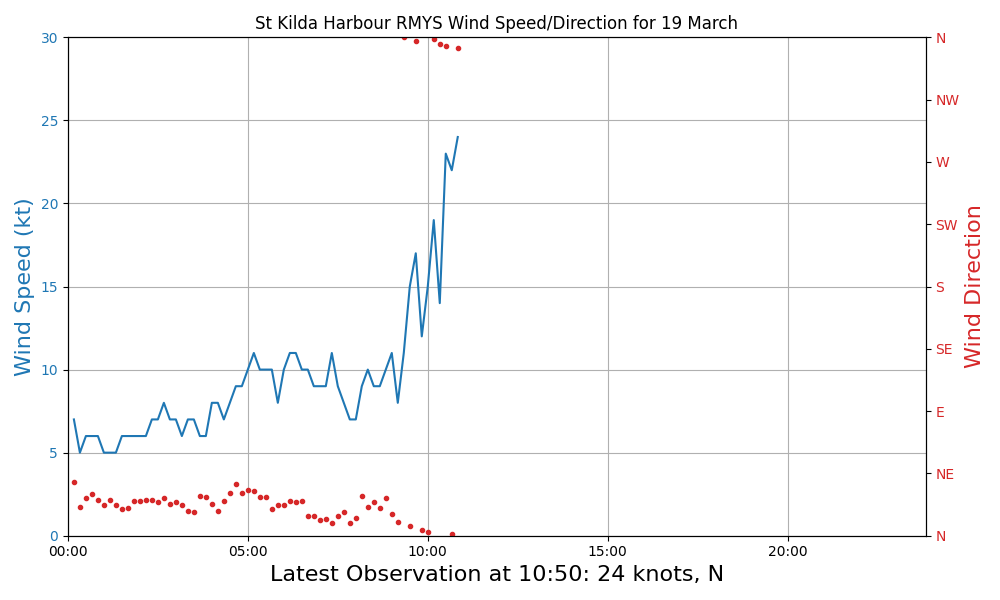 St Kilda Harbour RMYS Wind Speed/Direction for 19 March
30
25
20
15
10
5
0
Wind Speed (kt)
N
NW
W
SW
S
SE
E
NE
N
Wind Direction
00:00 05:00 10:00 15:00 20:00
Latest Observation at 10:50: 24 knots, N